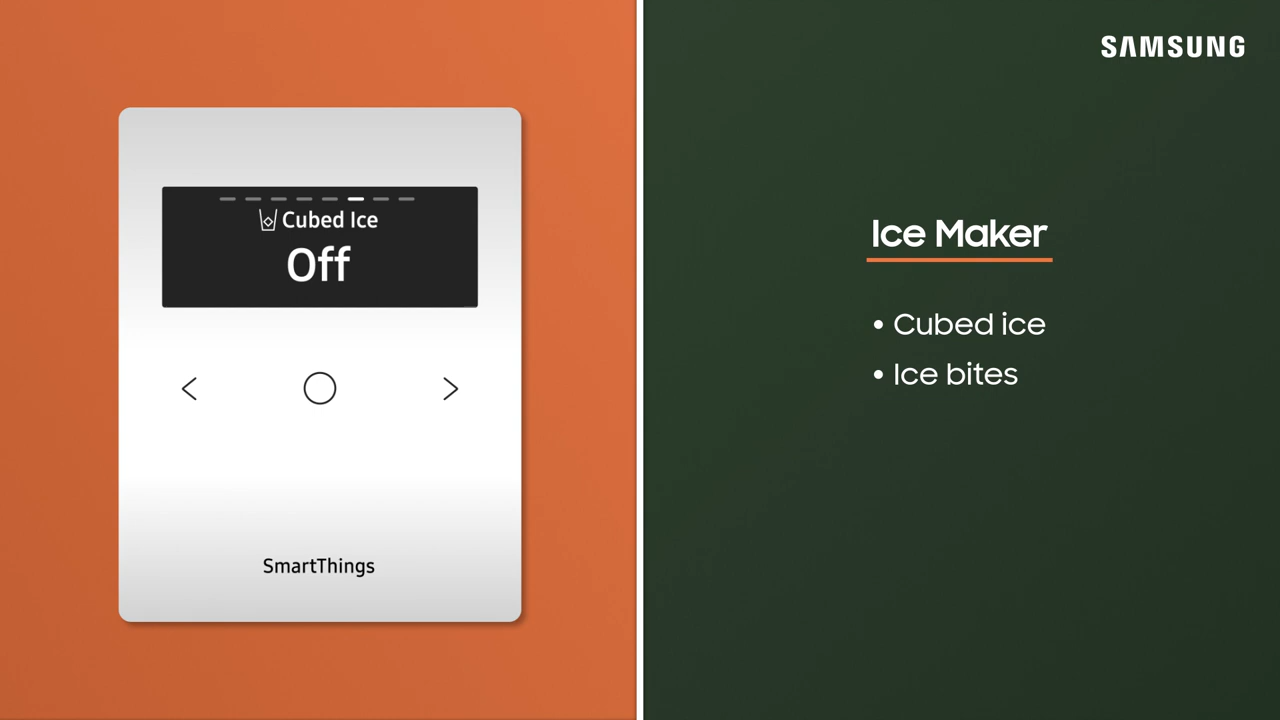 Cubed Ice
Off
SmartThings
SAMSUNG
Ice Maker
• Cubed ice
• Ice bites